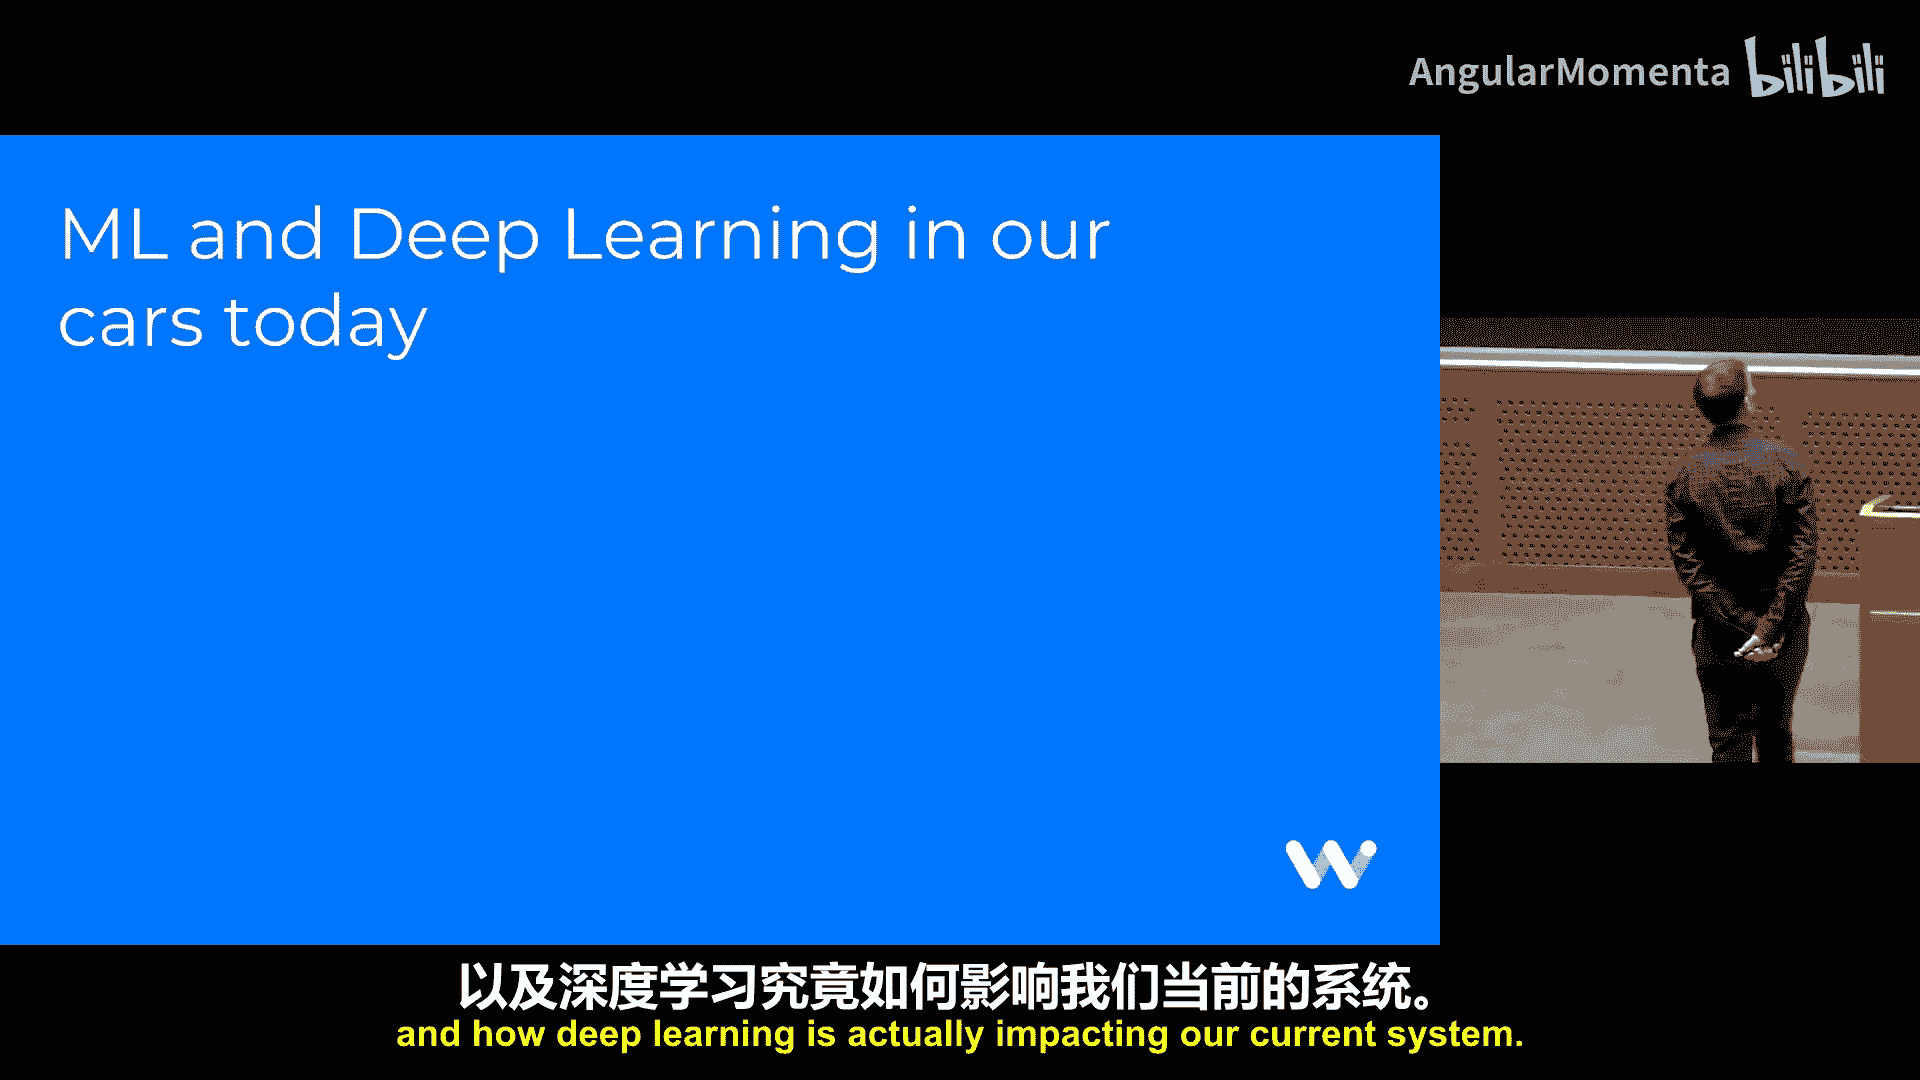 AngularMomenta bilibili
ML and Deep Learning in our
cars today
以及深度学习究竟如何影响我们当前的系统。
and how deep learning is actually impacting our current system.